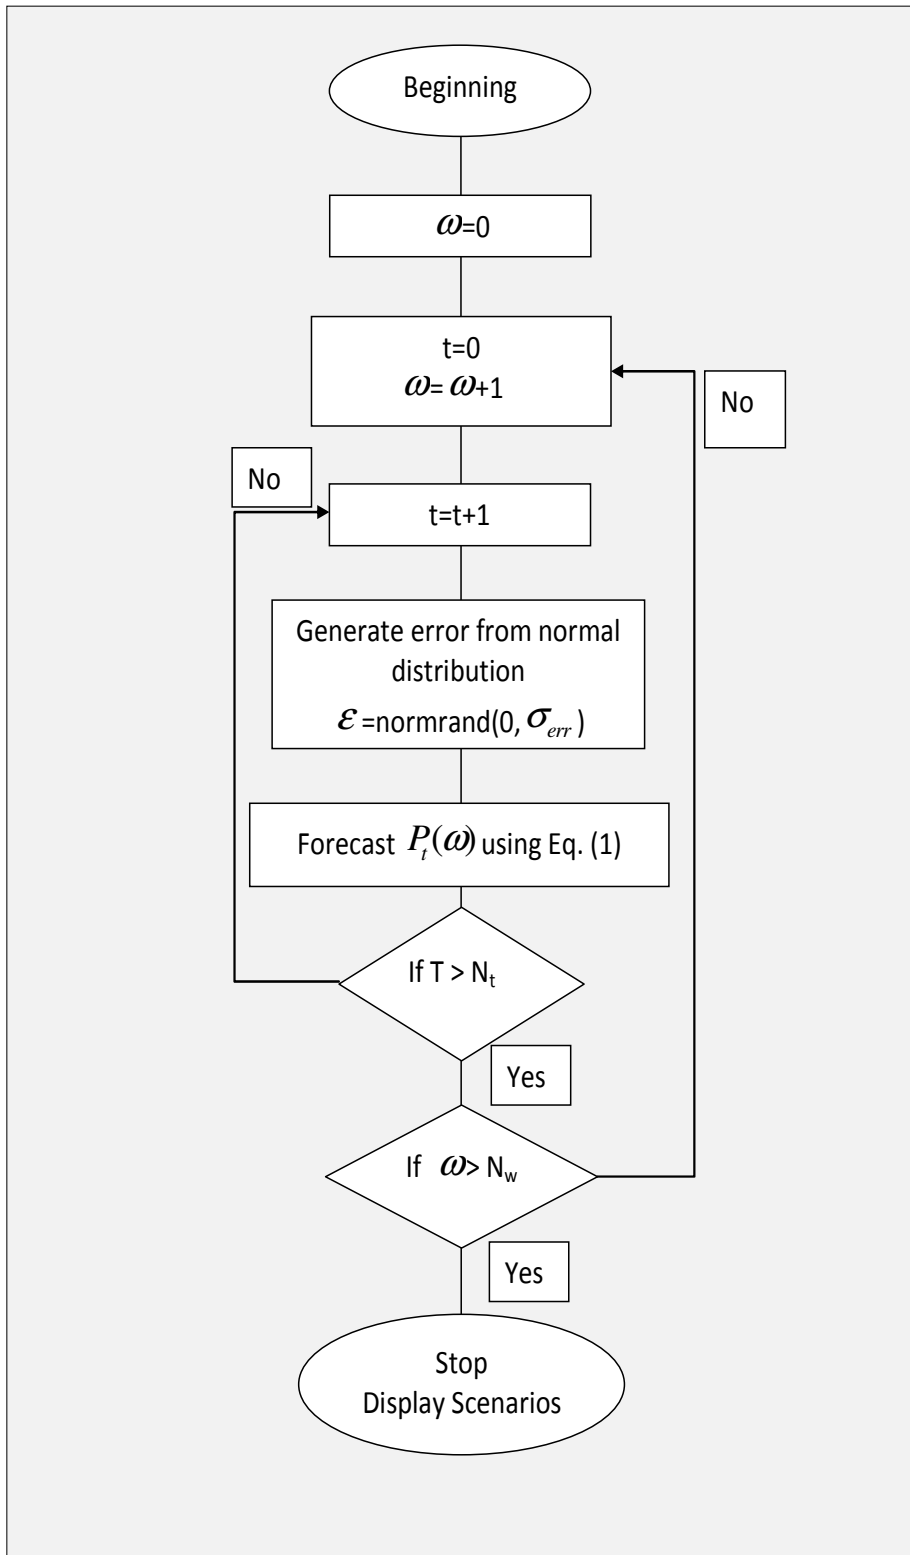 Beginning
ω=0
t=0
ω= ω+1
No
No
t=t+1
Generate error from normal
distribution
ε =normrand(0, σerr )
Forecast Pt(ω) using Eq. (1)
If T > Nt
Yes
If ω> Nw
Yes
Stop
Display Scenarios